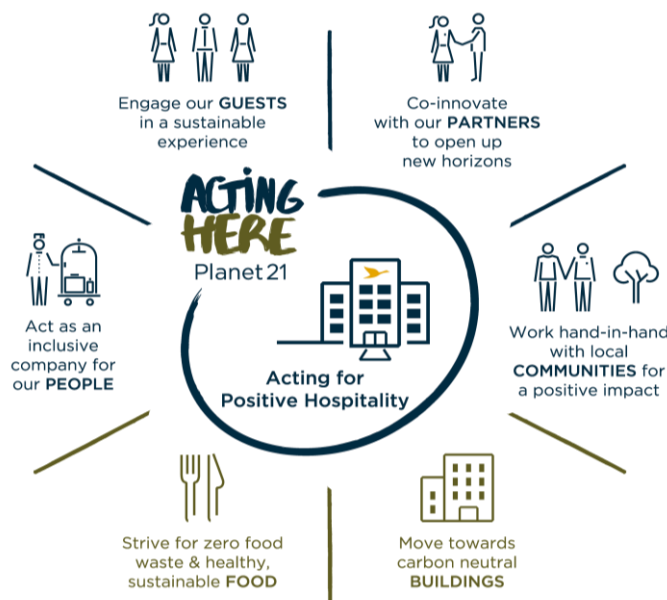 Engage our GUESTS
in a sustainable
experience
Co-innovate
with our PARTNERS
to open up
new horizons
ACTING
HERE
Planet 21
Act as an
inclusive
company for
our PEOPLE
Acting for
Positive Hospitality
Work hand-in-hand
with local
COMMUNITIES for
a positive impact
Strive for zero food
waste & healthy,
sustainable FOOD
Move towards
carbon neutral
BUILDINGS